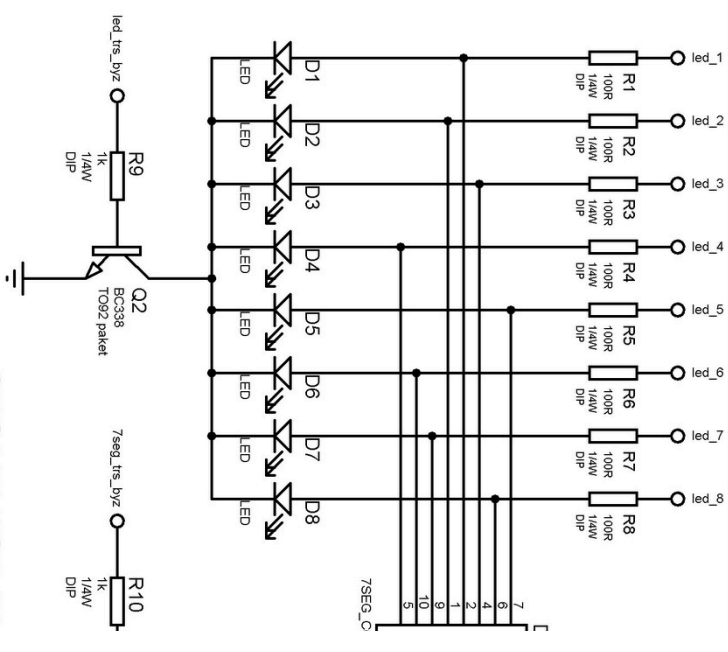 led_trs_byz
R9
1k
1/4W
DIP
Q2
BC338
TO92 paket
7seg_trs_byz
R10
1k
1/4W
DIP
D1
LED
D2
LED
D3
LED
D4
LED
D5
LED
D6
LED
D7
LED
D8
LED
R1
100R
1/4W
DIP
led_1
R2
100R
1/4W
DIP
led_2
R3
100R
1/4W
DIP
led_3
R4
100R
1/4W
DIP
led_4
R5
100R
1/4W
DIP
led_5
R6
100R
1/4W
DIP
led_6
R7
100R
1/4W
DIP
led_7
R8
100R
1/4W
DIP
led_8
5
10
9
1
2
4
6
7